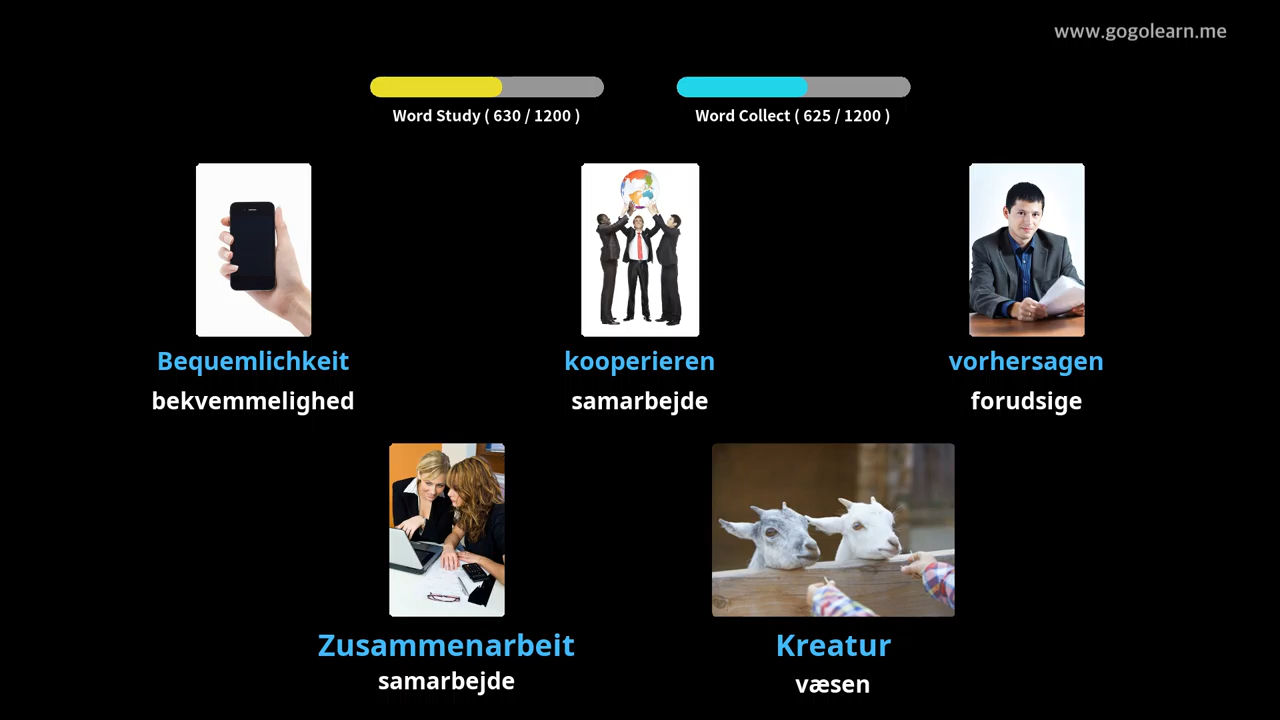 www.gogolearn.me
Word Study ( 630 / 1200 )
Word Collect ( 625 / 1200 )
Bequemlichkeit
bekvemmelighed
kooperieren
samarbejde
vorhersagen
forudsige
Zusammenarbeit
samarbejde
Kreatur
væsen